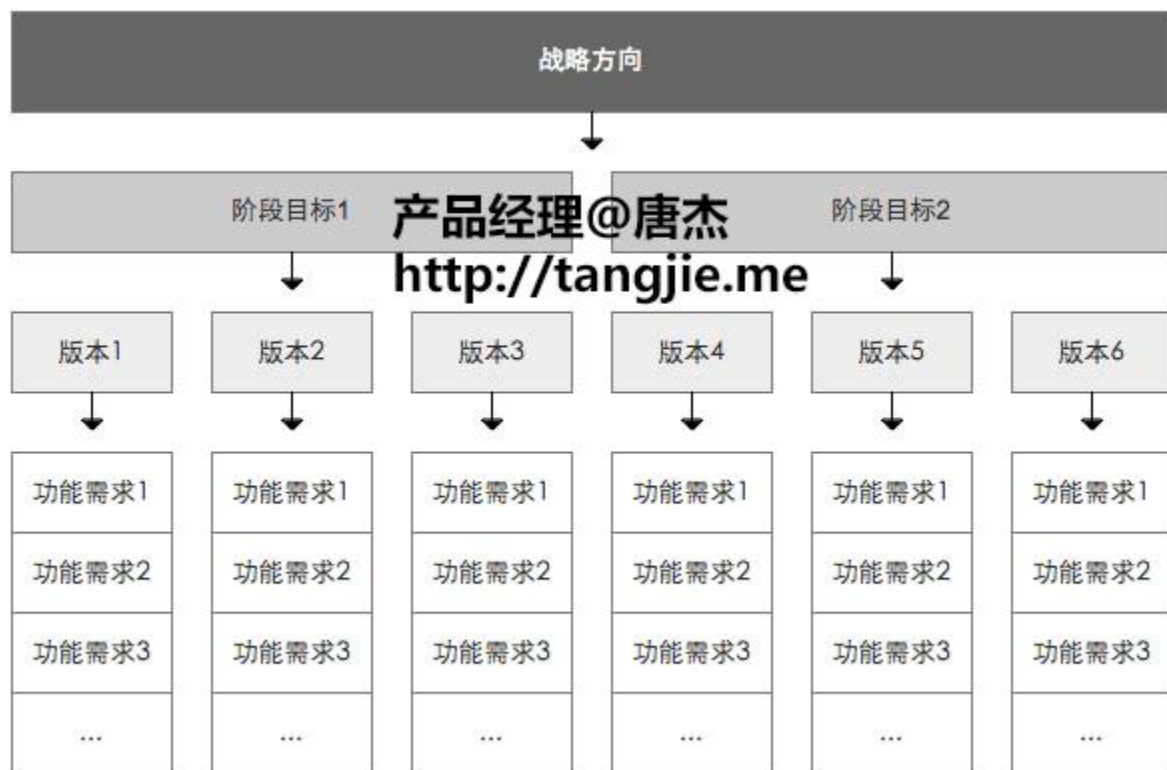 战略方向
阶段目标1
阶段目标2
产品经理@唐杰
http://tangjie.me
版本1
版本2
版本3
版本4
版本5
版本6
功能需求1
功能需求1
功能需求1
功能需求1
功能需求1
功能需求1
功能需求2
功能需求2
功能需求2
功能需求2
功能需求2
功能需求2
功能需求3
功能需求3
功能需求3
功能需求3
功能需求3
功能需求3
...
...
...
...
...
...